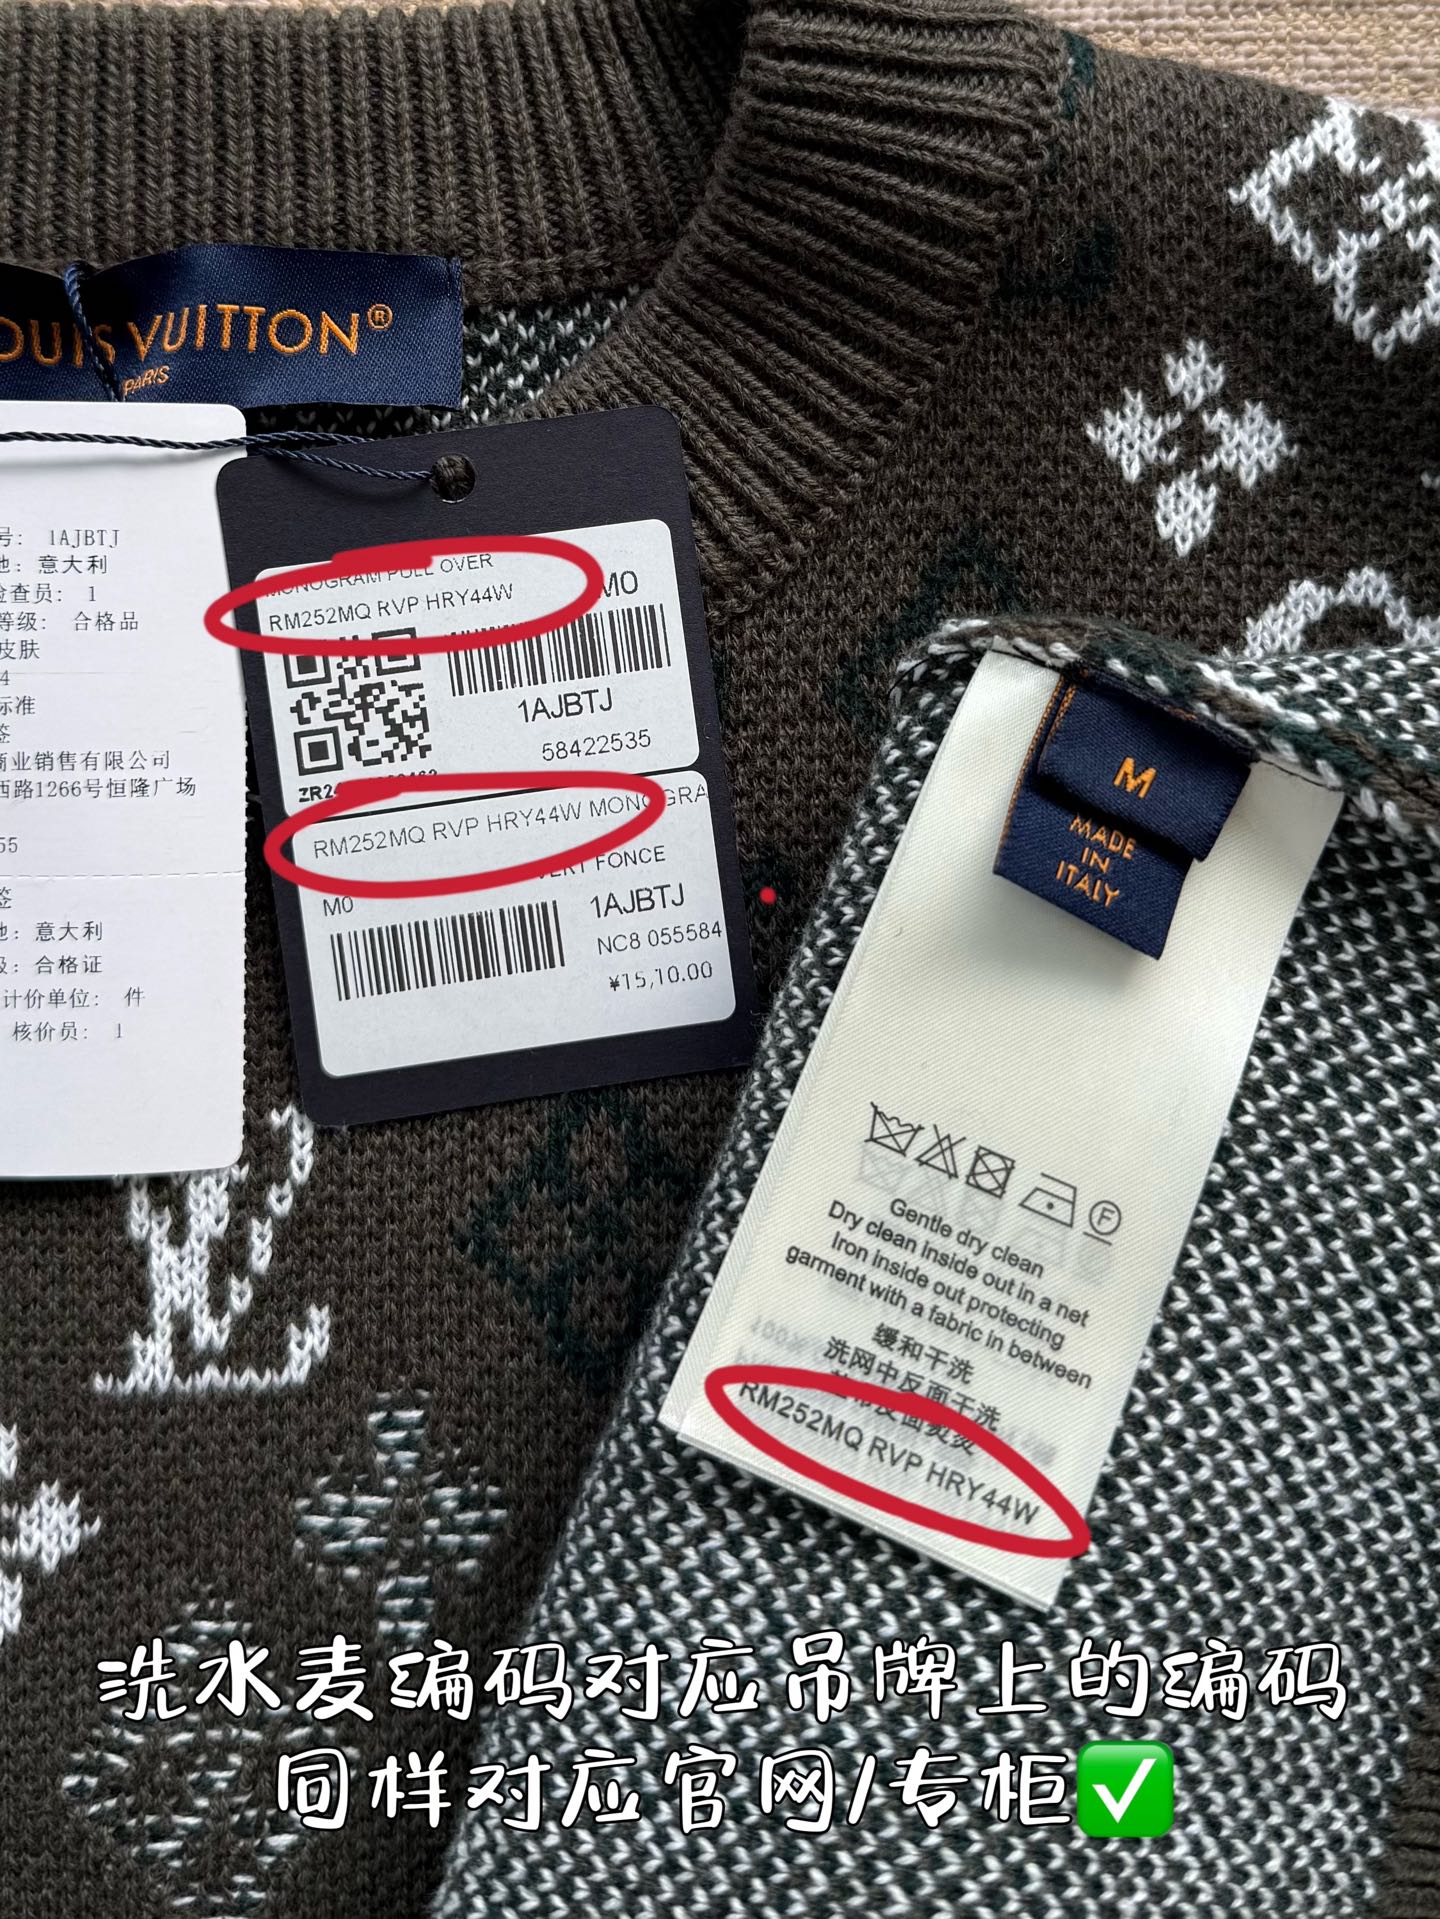 OUIS VUITTON®
PARIS
号: 1AJBTJ
地: 意大利
检查员: 1
等级: 合格品
皮肤
4
标准
签
商业销售有限公司
西路1266号恒隆广场
55
签
地: 意大利
级: 合格证
计价单位: 件
核价员: 1
MONOGRAM PULL OVER
RM252MQ RVP HRY44W
M0
1AJBTJ
58422535
RM252MQ RVP HRY44W MONOGRA
VERT FONCE
M0
1AJBTJ
NC8 055584
¥15,10.00
M
MADE
IN
ITALY
F
Gentle dry clean
Dry clean inside out in a net
Iron inside out protecting
garment with a fabric in between
缓和干洗
洗网中反面干洗
RM252MQ RVP HRY44W
洗水麦编码对应吊牌上的编码
同样对应官网/专柜✅